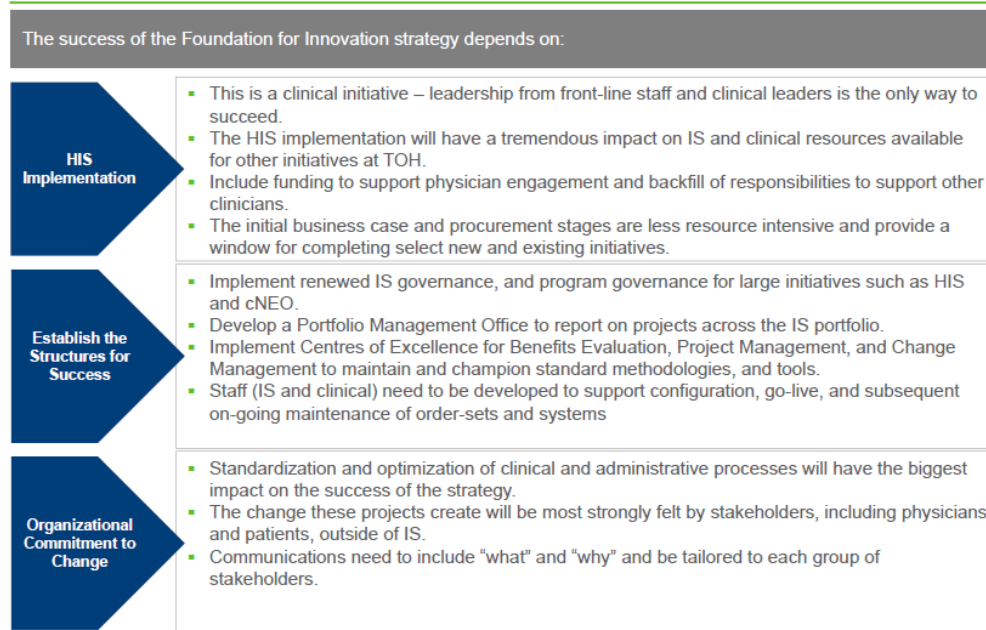 The success of the Foundation for Innovation strategy depends on:
HIS
Implementation
▪ This is a clinical initiative – leadership from front-line staff and clinical leaders is the only way to
succeed.
▪ The HIS implementation will have a tremendous impact on IS and clinical resources available
for other initiatives at TOH.
▪ Include funding to support physician engagement and backfill of responsibilities to support other
clinicians.
▪ The initial business case and procurement stages are less resource intensive and provide a
window for completing select new and existing initiatives.
Establish the
Structures for
Success
▪ Implement renewed IS governance, and program governance for large initiatives such as HIS
and cNEO.
▪ Develop a Portfolio Management Office to report on projects across the IS portfolio.
▪ Implement Centres of Excellence for Benefits Evaluation, Project Management, and Change
Management to maintain and champion standard methodologies, and tools.
▪ Staff (IS and clinical) need to be developed to support configuration, go-live, and subsequent
on-going maintenance of order-sets and systems
Organizational
Commitment to
Change
▪ Standardization and optimization of clinical and administrative processes will have the biggest
impact on the success of the strategy.
▪ The change these projects create will be most strongly felt by stakeholders, including physicians
and patients, outside of IS.
▪ Communications need to include “what” and “why” and be tailored to each group of
stakeholders.